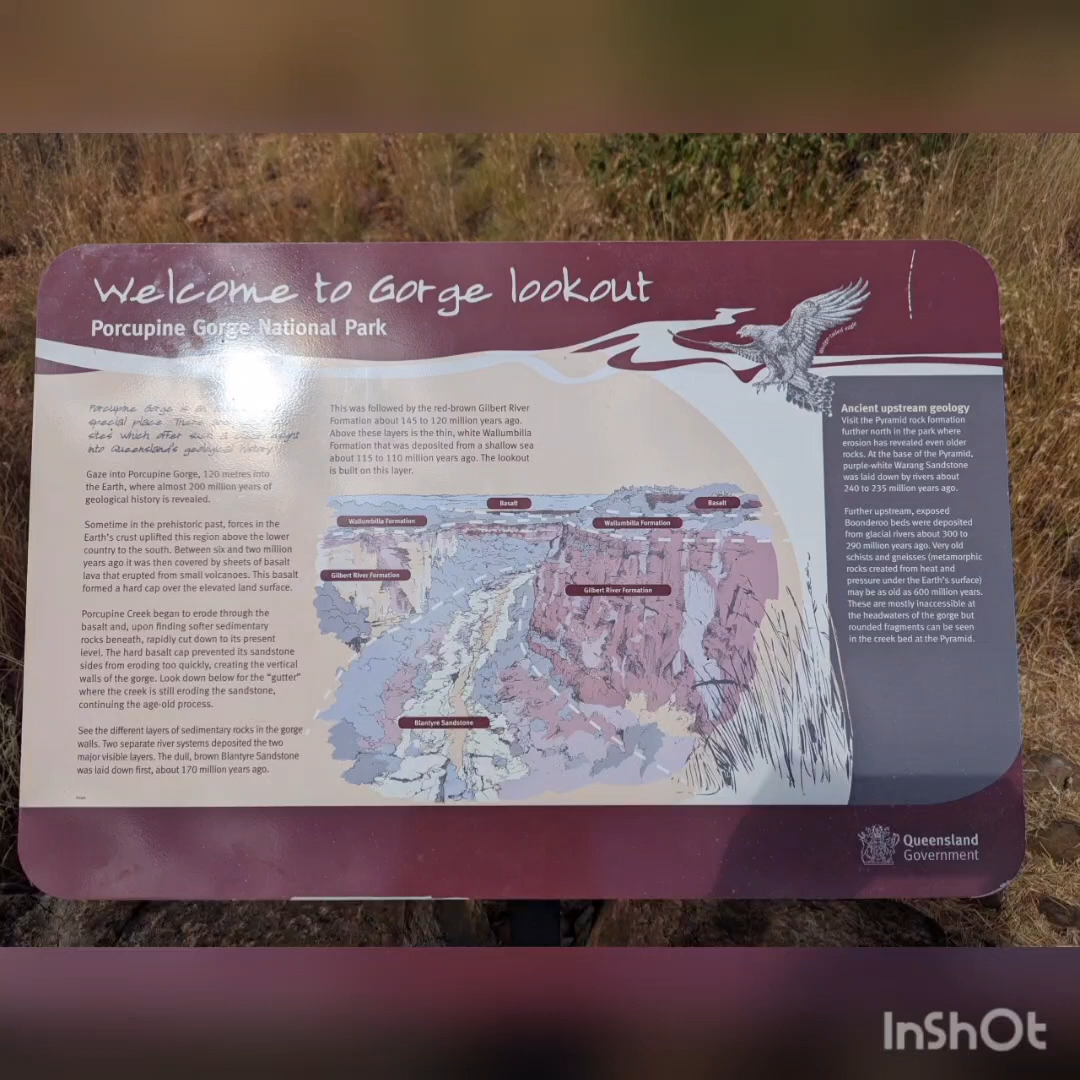 Welcome to Gorge lookout
Porcupine Gorge National Park
Porcupine Gorge is an
special place. There
sites which offer such a
into Queensland's geological history.
Gaze into Porcupine Gorge, 120 metres into
the Earth, where almost 200 million years of
geological history is revealed.
Sometime in the prehistoric past, forces in the
Earth's crust uplifted this region above the lower
country to the south. Between six and two million
years ago it was then covered by sheets of basalt
lava that erupted from small volcanoes. This basalt
formed a hard cap over the elevated land surface.
Porcupine Creek began to erode through the
basalt and, upon finding softer sedimentary
rocks beneath, rapidly cut down to its present
level. The hard basalt cap prevented its sandstone
sides from eroding too quickly, creating the vertical
walls of the gorge. Look down below for the "gutter"
where the creek is still eroding the sandstone,
continuing the age-old process.
See the different layers of sedimentary rocks in the gorge
walls. Two separate river systems deposited the two
major visible layers. The dull, brown Blantyre Sandstone
was laid down first, about 170 million years ago.
This was followed by the red-brown Gilbert River
Formation about 145 to 120 million years ago.
Above these layers is the thin, white Wallumbilla
Formation that was deposited from a shallow sea
about 115 to 110 million years ago. The lookout
is built on this layer.
Basalt
Basalt
Wallumbilla Formation
Wallumbilla Formation
Gilbert River Formation
Gilbert River Formation
Blantyre Sandstone
wedge-tailed eagle
Ancient upstream geology
Visit the Pyramid rock formation
further north in the park where
erosion has revealed even older
rocks. At the base of the Pyramid,
purple-white Warang Sandstone
was laid down by rivers about
240 to 235 million years ago.
Further upstream, exposed
Boonderoo beds were deposited
from glacial rivers about 300 to
290 million years ago. Very old
schists and gneisses (metamorphic
rocks created from heat and
pressure under the Earth's surface)
may be as old as 600 million years.
These are mostly inaccessible at
the headwaters of the gorge but
rounded fragments can be seen
in the creek bed at the Pyramid.
Queensland
Government
InShOt